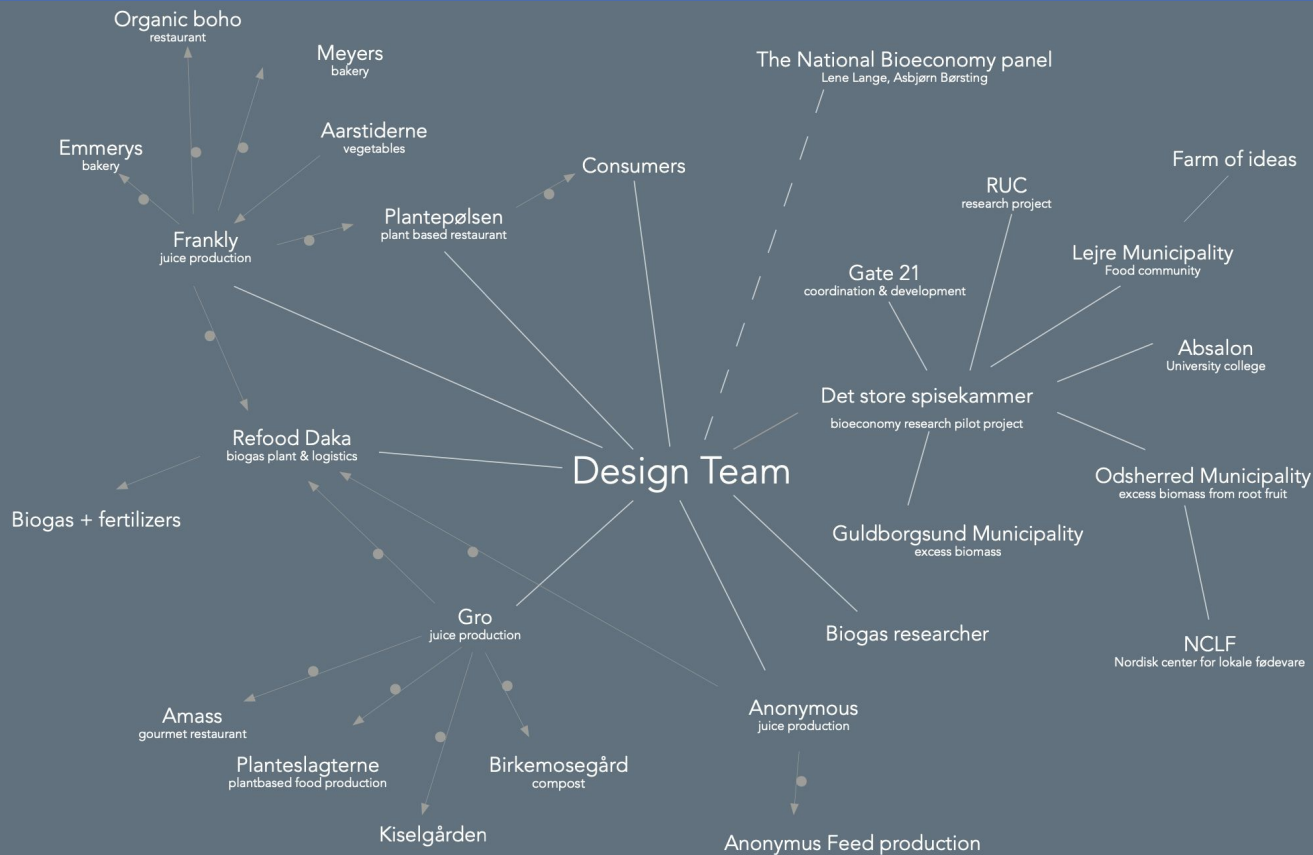 Organic boho
restaurant
Meyers
bakery
The National Bioeconomy panel
Lene Lange, Asbjørn Børsting
Emmerys
bakery
Aarstiderne
vegetables
Consumers
Farm of ideas
RUC
research project
Plantepølsen
plant based restaurant
Frankly
juice production
Lejre Municipality
Food community
Gate 21
coordination & development
Absalon
University college
Det store spisekammer
bioeconomy research pilot project
Refood Daka
biogas plant & logistics
Design Team
Odsherred Municipality
excess biomass from root fruit
Biogas + fertilizers
Guldborgsund Municipality
excess biomass
Gro
juice production
Biogas researcher
NCLF
Nordisk center for lokale fødevare
Amass
gourmet restaurant
Anonymous
juice production
Planteslagterne
plantbased food production
Birkemosegård
compost
Kiselgården
Anonymus Feed production